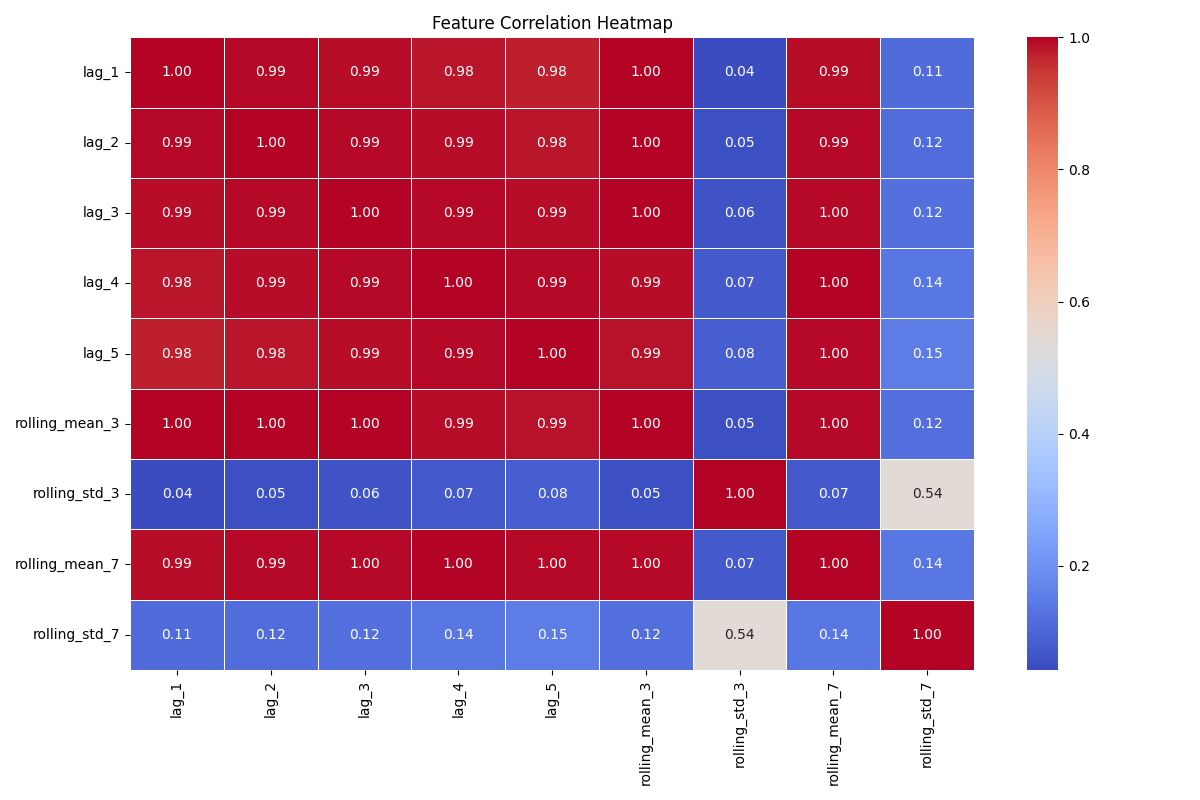 Feature Correlation Heatmap
lag_1 1.00 0.99 0.99 0.98 0.98 1.00 0.04 0.99 0.11
lag_2 0.99 1.00 0.99 0.99 0.98 1.00 0.05 0.99 0.12
lag_3 0.99 0.99 1.00 0.99 0.99 1.00 0.06 1.00 0.12
lag_4 0.98 0.99 0.99 1.00 0.99 0.99 0.07 1.00 0.14
lag_5 0.98 0.98 0.99 0.99 1.00 0.99 0.08 1.00 0.15
rolling_mean_3 1.00 1.00 1.00 0.99 0.99 1.00 0.05 1.00 0.12
rolling_std_3 0.04 0.05 0.06 0.07 0.08 0.05 1.00 0.07 0.54
rolling_mean_7 0.99 0.99 1.00 1.00 1.00 1.00 0.07 1.00 0.14
rolling_std_7 0.11 0.12 0.12 0.14 0.15 0.12 0.54 0.14 1.00
lag_1 lag_2 lag_3 lag_4 lag_5 rolling_mean_3 rolling_std_3 rolling_mean_7 rolling_std_7
1.0
0.8
0.6
0.4
0.2